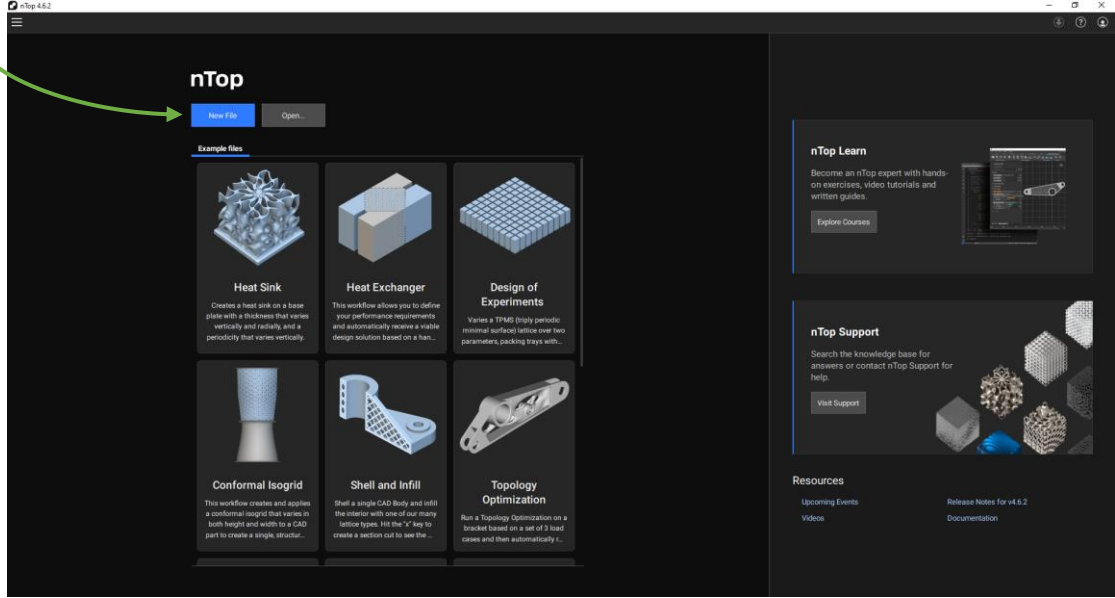 nTop 4.6.2
nTop
New File
Open...
Example files
Heat Sink
Creates a heat sink on a base
plate with a thickness that varies
vertically and radially, and a
periodicity that varies vertically.
Heat Exchanger
This workflow allows you to define
your performance requirements
and automatically receive a viable
design solution based on a han...
Design of
Experiments
Varies a TPMS (triply periodic
minimal surface) lattice over two
parameters, packing trays with...
Conformal Isogrid
This workflow creates and applies
a conformal isogrid that varies in
both height and width to a CAD
part to create a single, structur...
Shell and Infill
Shell a single CAD Body and infill
the interior with one of our many
lattice types. Hit the "x" key to
create a section cut to see the ...
Topology
Optimization
Run a Topology Optimization on a
bracket based on a set of 3 load
cases and then automatically r...
nTop Learn
Become an nTop expert with hands-
on exercises, video tutorials and
written guides.
Explore Courses
nTop Support
Search the knowledge base for
answers or contact nTop Support for
help.
Visit Support
Resources
Upcoming Events
Release Notes for v4.6.2
Videos
Documentation